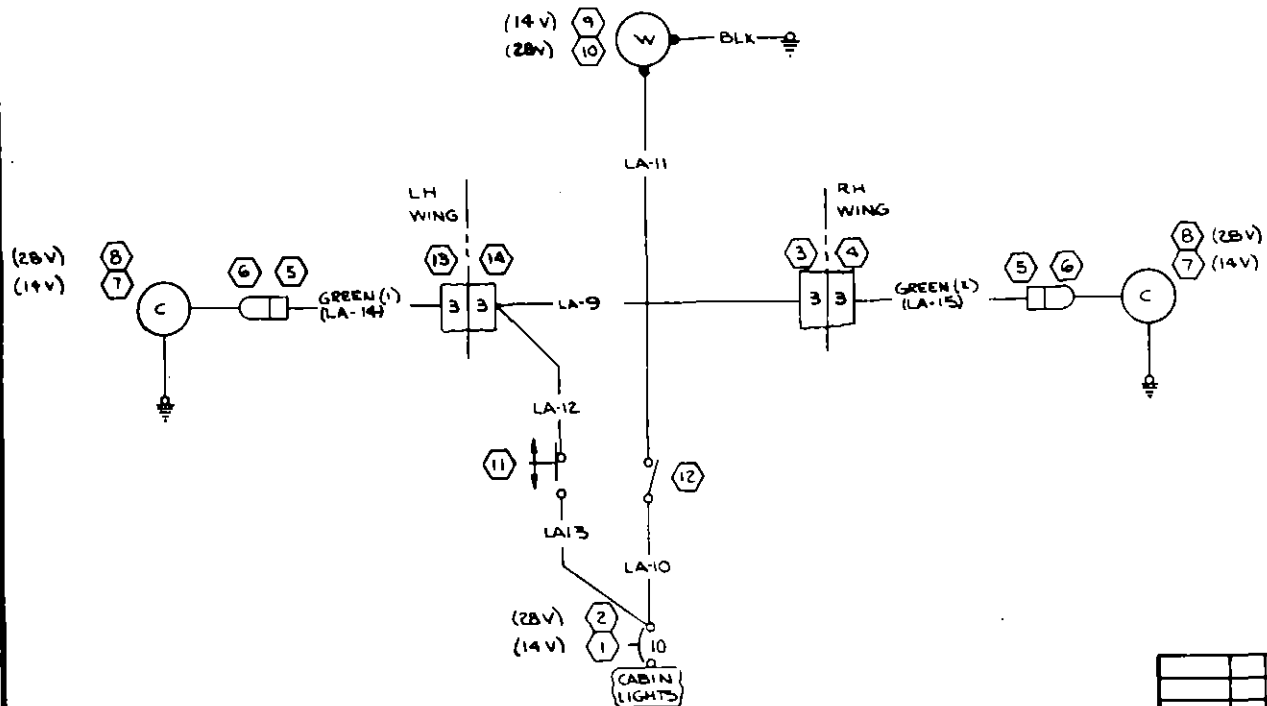 (14 V) 9
(28V) 10
W
BLK
LA-11
LH
WING
RH
WING
(28V) 8
(14V) 7
C
6 5
GREEN(1)
(LA-14)
13 14
3 3
LA-9
3 4
3 3
GREEN(2)
(LA-15)
5 6
8 (28V)
7 (14V)
C
LA-12
11
12
LA13
LA-10
(28V) 2
(14V) 1
10
CABIN
LIGHTS